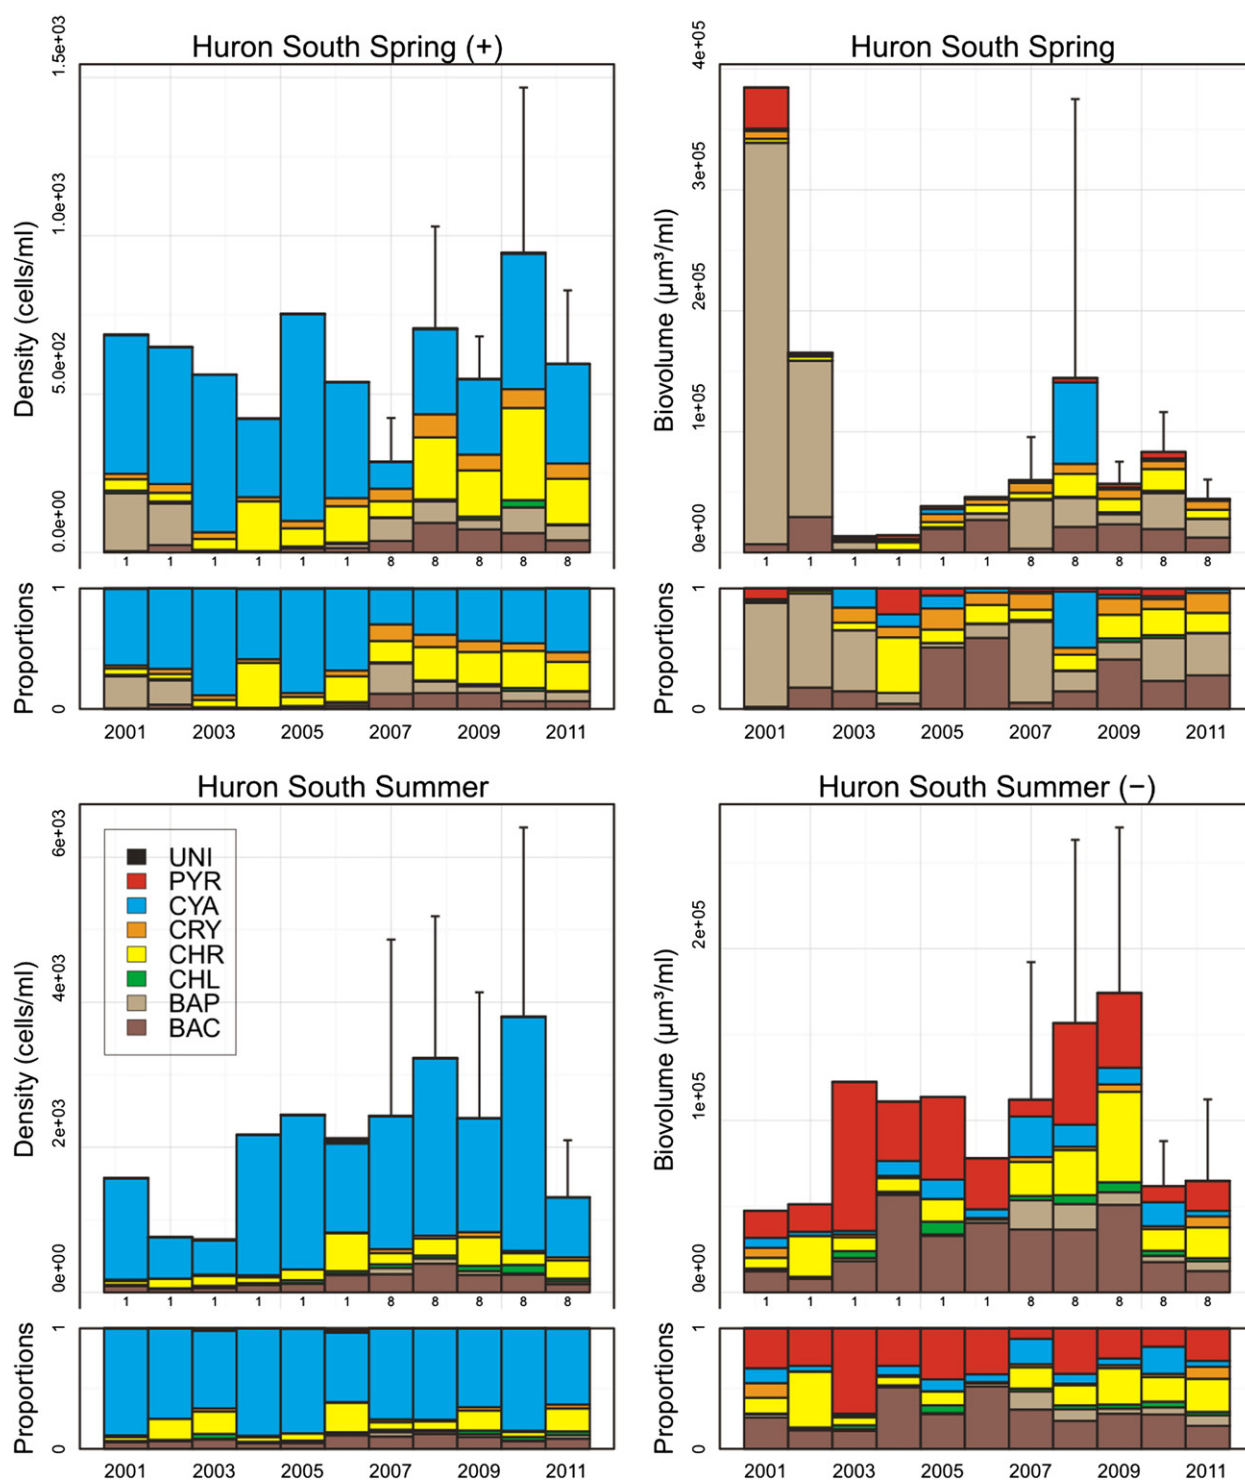 Huron South Spring (+)
Density (cells/ml)
1.5e+03
1.0e+03
5.0e+02
0.0e+00
1 1 1 1 1 1 8 8 8 8 8
Proportions
1
0
2001 2003 2005 2007 2009 2011
Huron South Spring
Biovolume (μm³/ml)
4e+05
3e+05
2e+05
1e+05
0e+00
1 1 1 1 1 1 8 8 8 8 8
Proportions
1
0
2001 2003 2005 2007 2009 2011
Huron South Summer
Density (cells/ml)
6e+03
4e+03
2e+03
0e+00
UNI
PYR
CYA
CRY
CHR
CHL
BAP
BAC
1 1 1 1 1 1 8 8 8 8 8
Proportions
1
0
2001 2003 2005 2007 2009 2011
Huron South Summer (−)
Biovolume (μm³/ml)
2e+05
1e+05
0e+00
1 1 1 1 1 1 8 8 8 8 8
Proportions
1
0
2001 2003 2005 2007 2009 2011